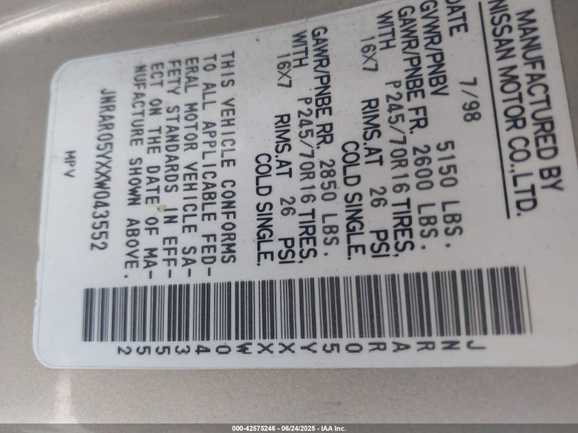 MANUFACTURED BY
NISSAN MOTOR CO., LTD.
DATE 7/98
GVWR/PNBV 5150 LBS.
GAWR/PNBE FR. 2600 LBS.
WITH P245/70R16 TIRES,
16X7 RIMS.AT 26 PSI
COLD SINGLE.
GAWR/PNBE RR. 2850 LBS.
WITH P245/70R16 TIRES,
16X7 RIMS.AT 26 PSI
COLD SINGLE.
THIS VEHICLE CONFORMS
TO ALL APPLICABLE FED-
ERAL MOTOR VEHICLE SA-
FETY STANDARDS IN EFF-
ECT ON THE DATE OF MA-
NUFACTURE SHOWN ABOVE.
JNRAR05YXXW043552
MPV
JNRAR05YXXW043552
000-42575246 - 06/24/2025 - IAA Inc.